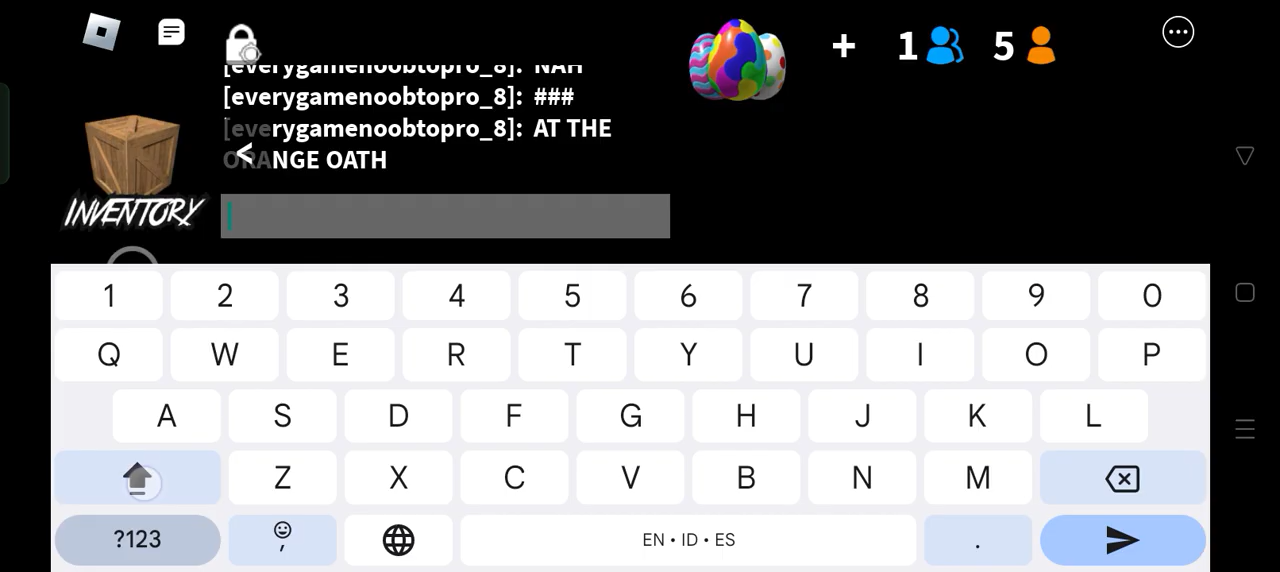 + 1 5
[everygamenoobtopro_8]: NAH
[everygamenoobtopro_8]: ###
[everygamenoobtopro_8]: AT THE
ORANGE OATH
<
INVENTORY
1 2 3 4 5 6 7 8 9 0
Q W E R T Y U I O P
A S D F G H J K L
Z X C V B N M
?123 , EN • ID • ES .